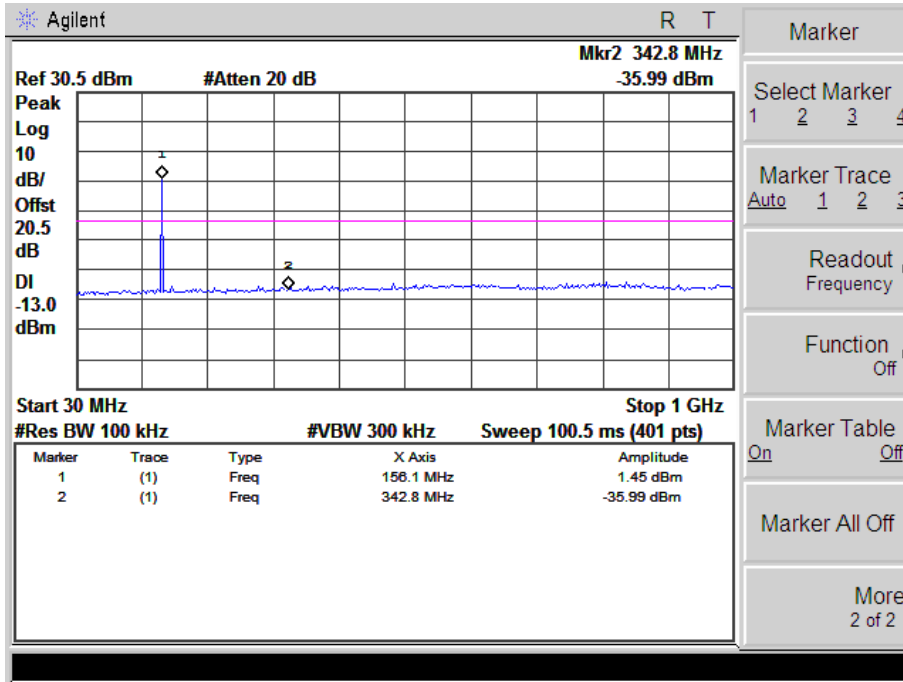 Agilent R T
Mkr2 342.8 MHz
Ref 30.5 dBm #Atten 20 dB -35.99 dBm
Peak
Log
10
dB/
Offst
20.5
dB
DI
-13.0
dBm
1
2
Start 30 MHz Stop 1 GHz
#Res BW 100 kHz #VBW 300 kHz Sweep 100.5 ms (401 pts)
Marker Trace Type X Axis Amplitude
1 (1) Freq 156.1 MHz 1.45 dBm
2 (1) Freq 342.8 MHz -35.99 dBm
Marker
Select Marker
1 2 3 4
Marker Trace
Auto 1 2 3
Readout
Frequency
Function
Off
Marker Table
On Off
Marker All Off
More
2 of 2